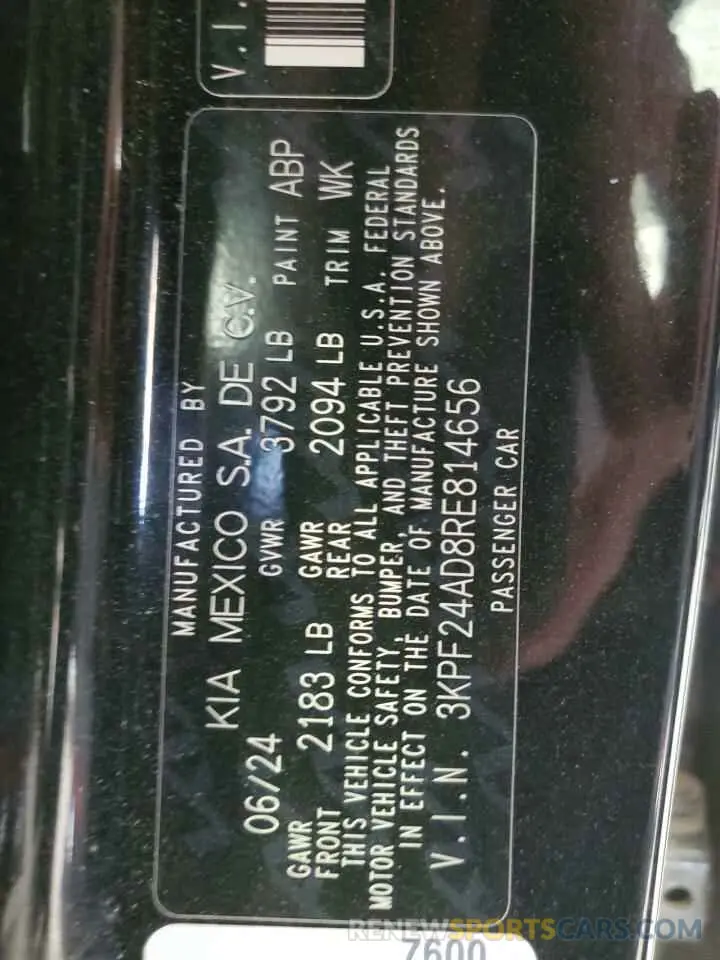 V.I.
MANUFACTURED BY
KIA MEXICO S.A. DE C.V.
06/24 GVWR 3792 LB PAINT ABP
GAWR FRONT 2183 LB GAWR REAR 2094 LB TRIM WK
THIS VEHICLE CONFORMS TO ALL APPLICABLE U.S.A. FEDERAL
MOTOR VEHICLE SAFETY, BUMPER, AND THEFT PREVENTION STANDARDS
IN EFFECT ON THE DATE OF MANUFACTURE SHOWN ABOVE.
V.I.N. 3KPF24AD8RE814656
PASSENGER CAR
7600
RENEWSPORTSCARS.COM